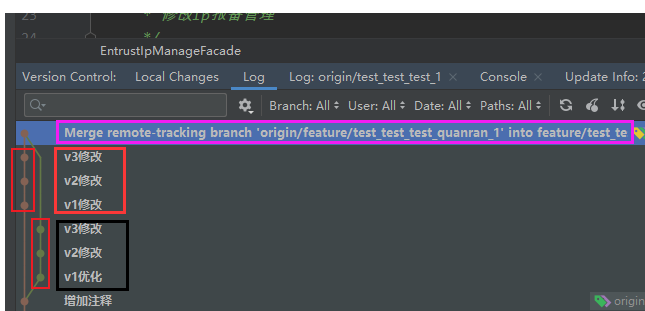 23
* 修改ip报备管理
24
*/
EntrustIpManageFacade
Version Control: Local Changes Log Log: origin/test_test_test_1 × Console × Update Info: 2
Branch: All User: All Date: All Paths: All
Merge remote-tracking branch 'origin/feature/test_test_test_quanran_1' into feature/test_te
v3修改
v2修改
v1修改
v3修改
v2修改
v1优化
增加注释 origin